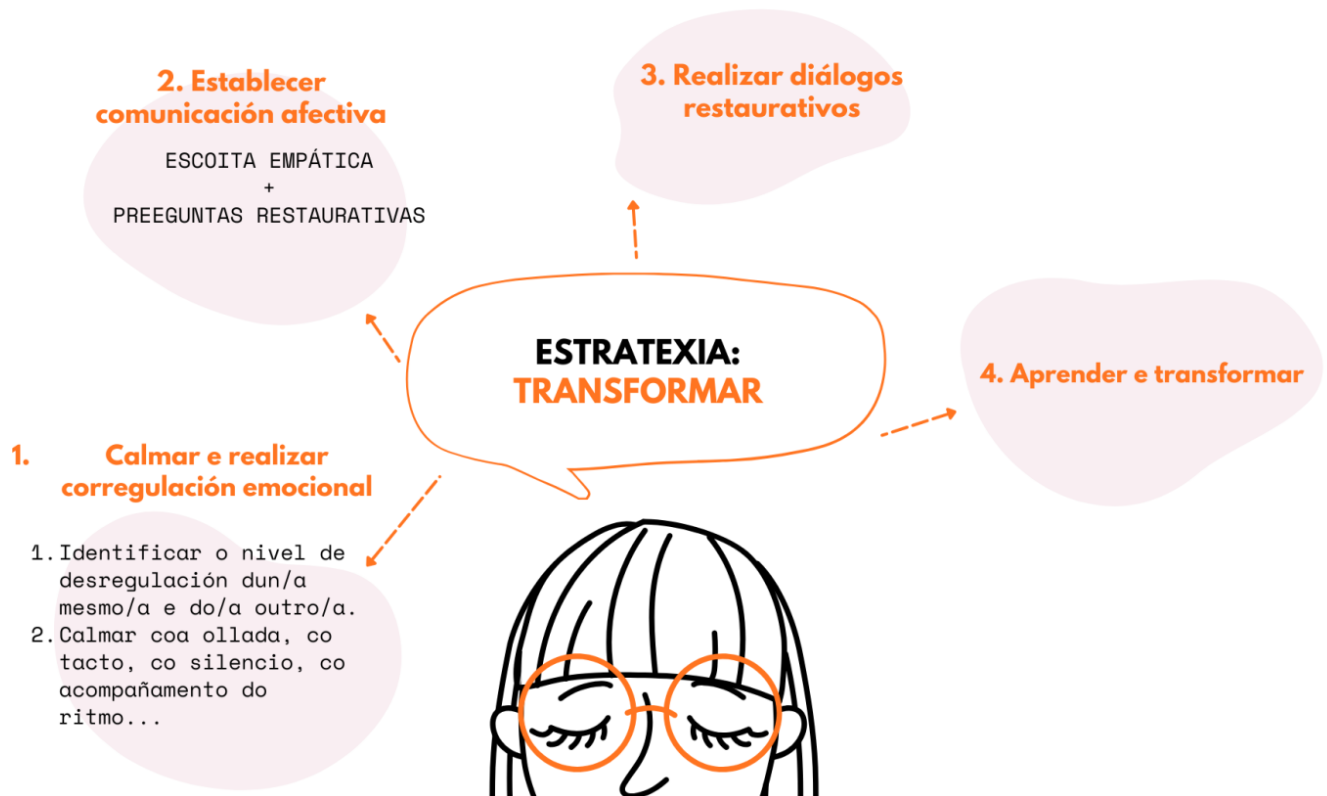 ESTRATEXIA:
TRANSFORMAR
1. Calmar e realizar
corregulación emocional
1. Identificar o nivel de
desregulación dun/a
mesmo/a e do/a outro/a.
2. Calmar coa ollada, co
tacto, co silencio, co
acompañamento do
ritmo...
2. Establecer
comunicación afectiva
ESCOITA EMPÁTICA
+
PREEGUNTAS RESTAURATIVAS
3. Realizar diálogos
restaurativos
4. Aprender e transformar